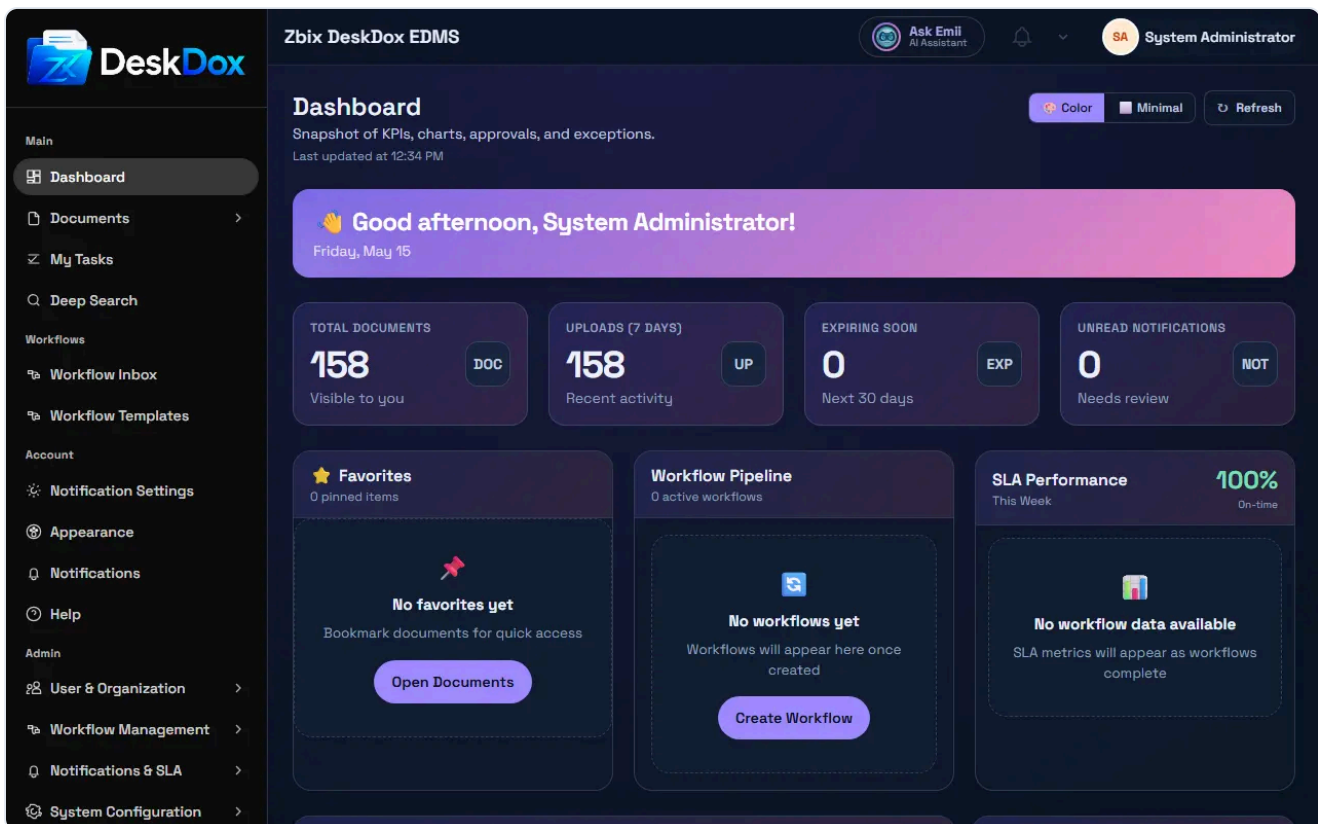 DeskDox
Main
Dashboard
Documents
My Tasks
Deep Search
Workflows
Workflow Inbox
Workflow Templates
Account
Notification Settings
Appearance
Notifications
Help
Admin
User & Organization
Workflow Management
Notifications & SLA
System Configuration
Zbix DeskDox EDMS
Ask Emii
AI Assistant
SA
System Administrator
Dashboard
Snapshot of KPIs, charts, approvals, and exceptions.
Last updated at 12:34 PM
Color
Minimal
Refresh
👋 Good afternoon, System Administrator!
Friday, May 15
TOTAL DOCUMENTS
158
DOC
Visible to you
UPLOADS (7 DAYS)
158
UP
Recent activity
EXPIRING SOON
0
EXP
Next 30 days
UNREAD NOTIFICATIONS
0
NOT
Needs review
Favorites
0 pinned items
No favorites yet
Bookmark documents for quick access
Open Documents
Workflow Pipeline
0 active workflows
No workflows yet
Workflows will appear here once
created
Create Workflow
SLA Performance
This Week
100%
On-time
No workflow data available
SLA metrics will appear as workflows
complete